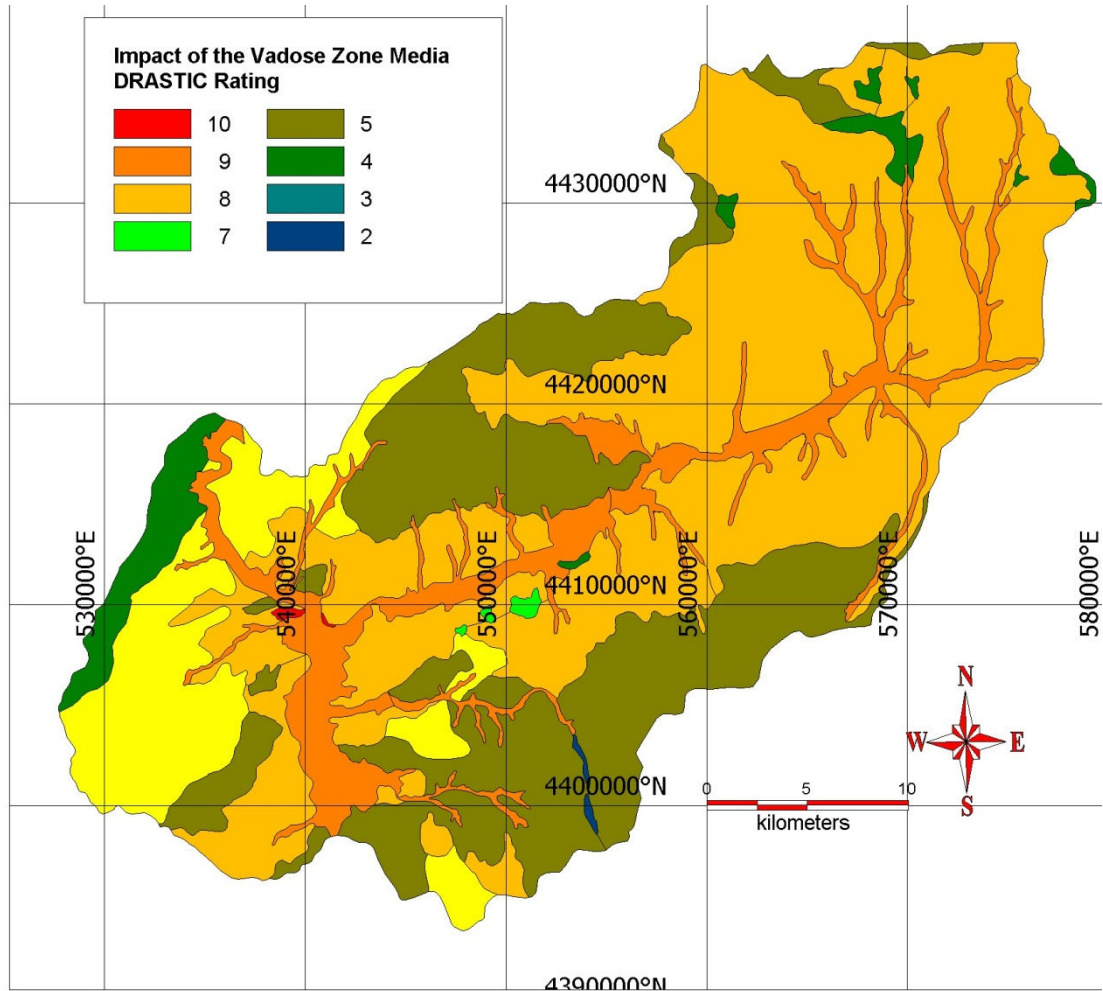 Impact of the Vadose Zone Media
DRASTIC Rating
10 5
9 4
8 3
7 2
4430000°N
4420000°N
530000°E
540000°E
550000°E
4410000°N
560000°E
570000°E
580000°E
N
W E
S
4400000°N
0 5 10
kilometers
4390000°N